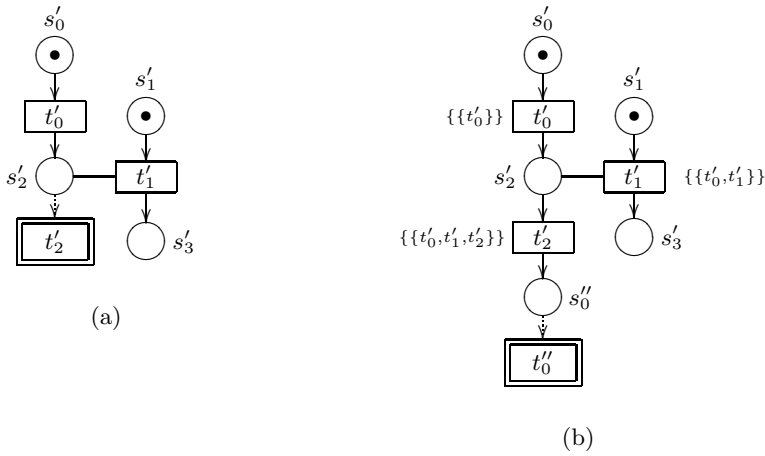 s′₀
s′₁
t′₀
s′₂
t′₁
t′₂
s′₃
(a)
s′₀
s′₁
{{t′₀}}
t′₀
s′₂
t′₁
{{t′₀,t′₁}}
{{t′₀,t′₁,t′₂}}
t′₂
s′₃
s″₀
t″₀
(b)